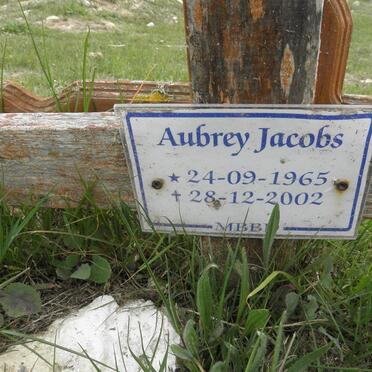 Aubrey Jacobs
★ 24-09-1965
✝ 28-12-2002
MBB